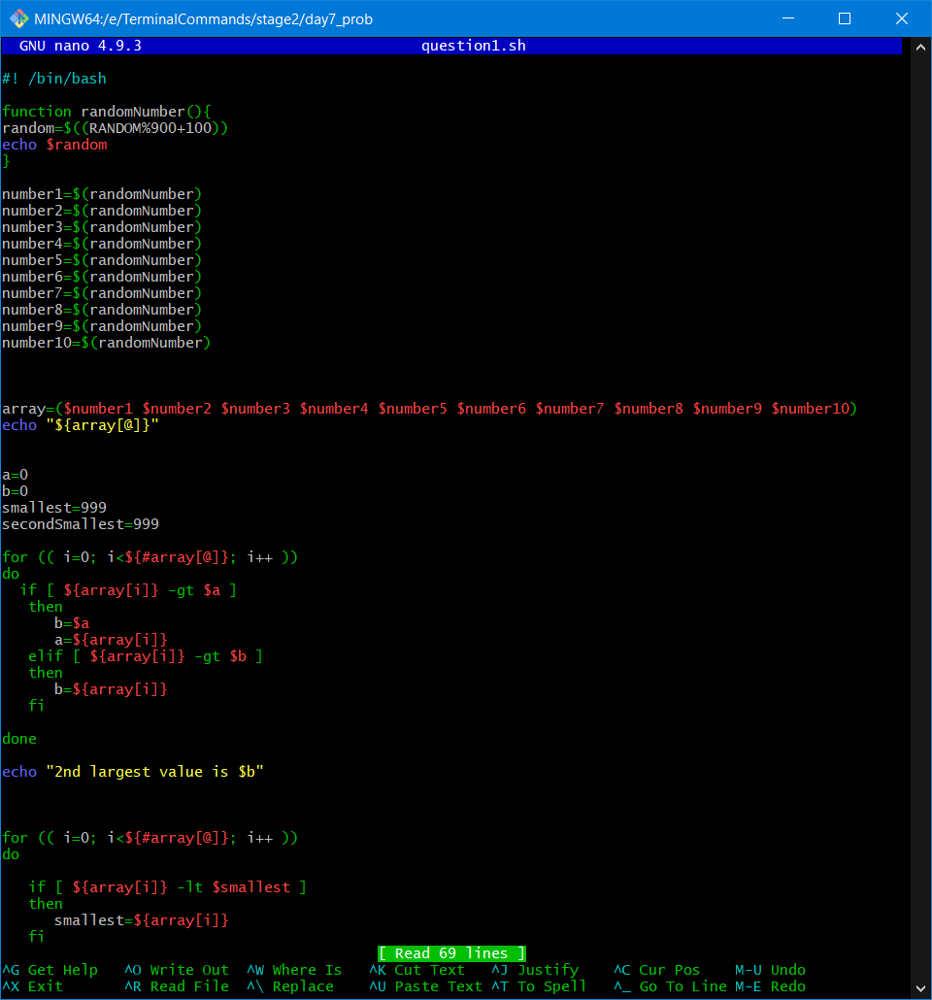 MINGW64:/e/TerminalCommands/stage2/day7_prob
GNU nano 4.9.3 question1.sh
#! /bin/bash
function randomNumber(){
random=$((RANDOM%900+100))
echo $random
}
number1=$(randomNumber)
number2=$(randomNumber)
number3=$(randomNumber)
number4=$(randomNumber)
number5=$(randomNumber)
number6=$(randomNumber)
number7=$(randomNumber)
number8=$(randomNumber)
number9=$(randomNumber)
number10=$(randomNumber)
array=($number1 $number2 $number3 $number4 $number5 $number6 $number7 $number8 $number9 $number10)
echo "${array[@]}"
a=0
b=0
smallest=999
secondSmallest=999
for (( i=0; i<${#array[@]}; i++ ))
do
if [ ${array[i]} -gt $a ]
then
b=$a
a=${array[i]}
elif [ ${array[i]} -gt $b ]
then
b=${array[i]}
fi
done
echo "2nd largest value is $b"
for (( i=0; i<${#array[@]}; i++ ))
do
if [ ${array[i]} -lt $smallest ]
then
smallest=${array[i]}
fi
[ Read 69 lines ]
^G Get Help ^O Write Out ^W Where Is ^K Cut Text ^J Justify ^C Cur Pos M-U Undo
^X Exit ^R Read File ^\ Replace ^U Paste Text ^T To Spell ^_ Go To Line M-E Redo